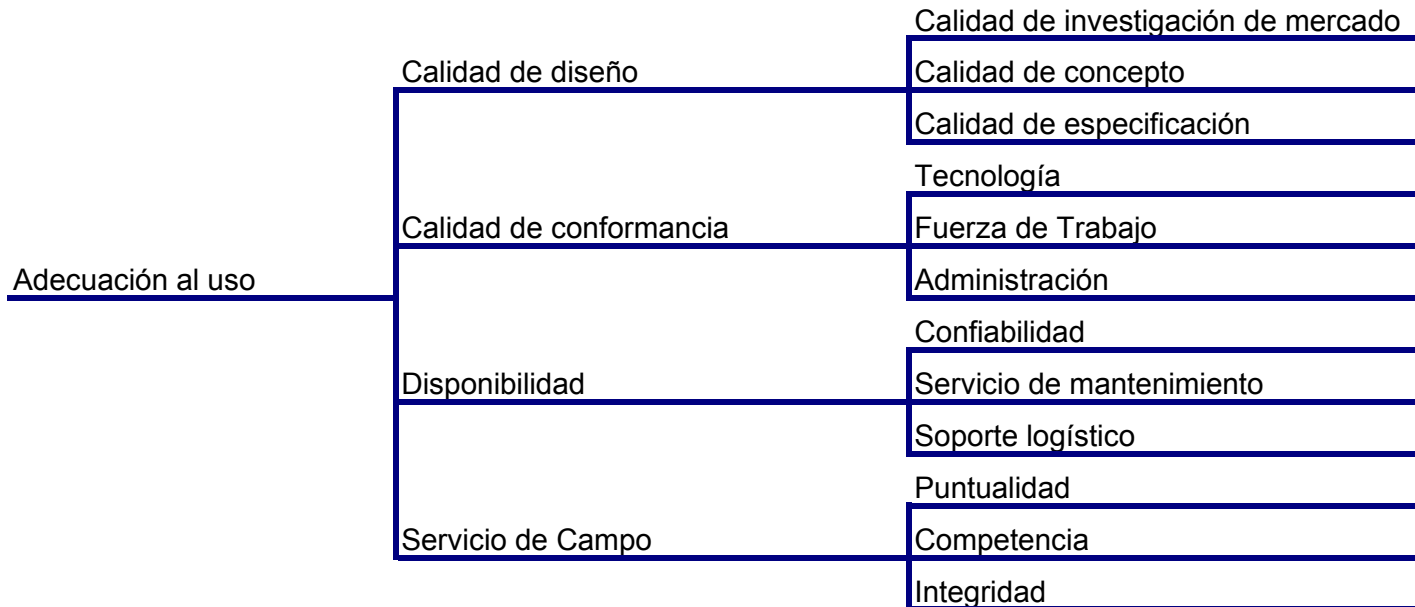 Calidad de investigación de mercado
Calidad de diseño
Calidad de concepto
Calidad de especificación
Tecnología
Calidad de conformancia
Fuerza de Trabajo
Adecuación al uso
Administración
Confiabilidad
Disponibilidad
Servicio de mantenimiento
Soporte logístico
Puntualidad
Servicio de Campo
Competencia
Integridad